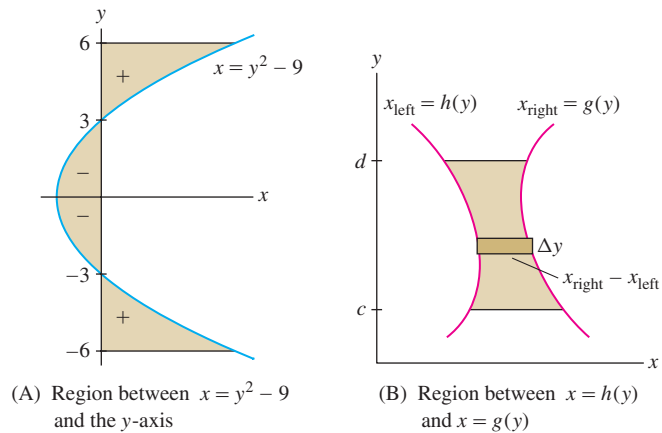 y
6
+
x = y² − 9
3
−
x
−
−3
+
−6
(A) Region between x = y² − 9
and the y-axis
y
x_left = h(y) x_right = g(y)
d
Δy
x_right − x_left
c
x
(B) Region between x = h(y)
and x = g(y)